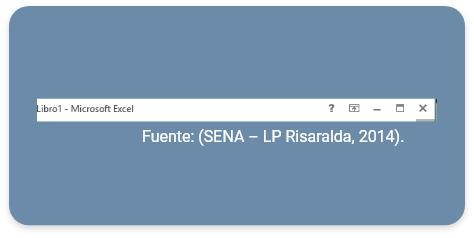 Libro1 - Microsoft Excel ?
Fuente: (SENA – LP Risaralda, 2014).